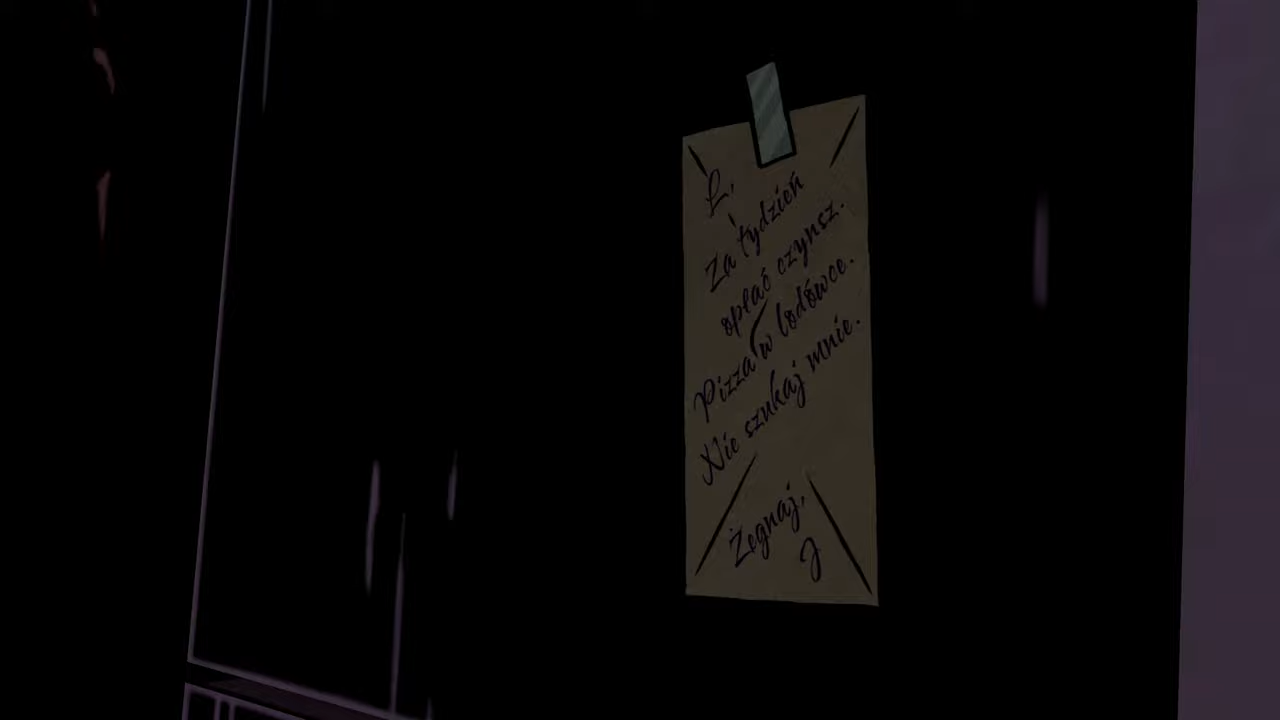 Ł,
Za tydzień
opłać czynsz.
Pizza w lodówce.
Nie szukaj mnie.
Żegnaj,
J